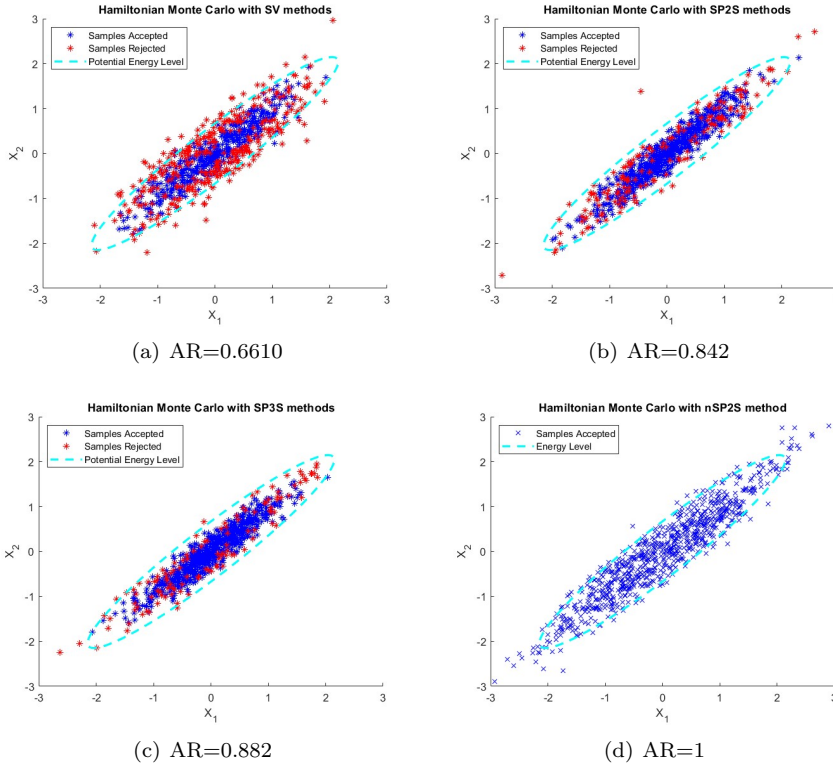 Hamiltonian Monte Carlo with SV methods
Samples Accepted
Samples Rejected
Potential Energy Level
3
2
1
0
-1
-2
-3
X2
-3
-2
-1
0
1
2
3
X1
(a) AR=0.6610
Hamiltonian Monte Carlo with SP2S methods
Samples Accepted
Samples Rejected
Potential Energy Level
3
2
1
0
-1
-2
-3
X2
-3
-2
-1
0
1
2
3
X1
(b) AR=0.842
Hamiltonian Monte Carlo with SP3S methods
Samples Accepted
Samples Rejected
Potential Energy Level
3
2
1
0
-1
-2
-3
X2
-3
-2
-1
0
1
2
3
X1
(c) AR=0.882
Hamiltonian Monte Carlo with nSP2S method
Samples Accepted
Energy Level
3
2
1
0
-1
-2
-3
X2
-3
-2
-1
0
1
2
3
X1
(d) AR=1